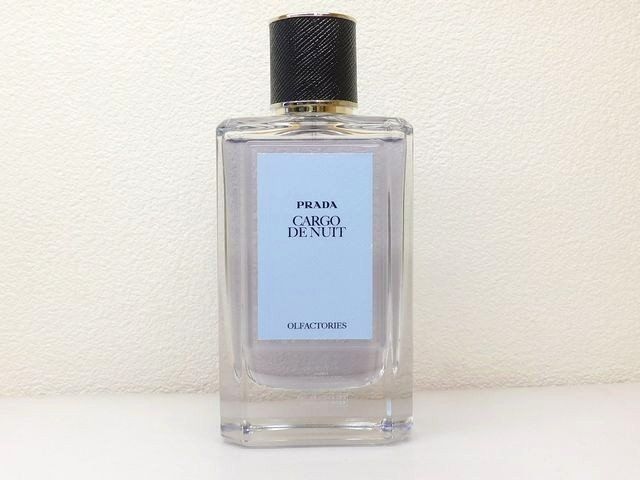 PRADA
CARGO
DE NUIT
OLFACTORIES